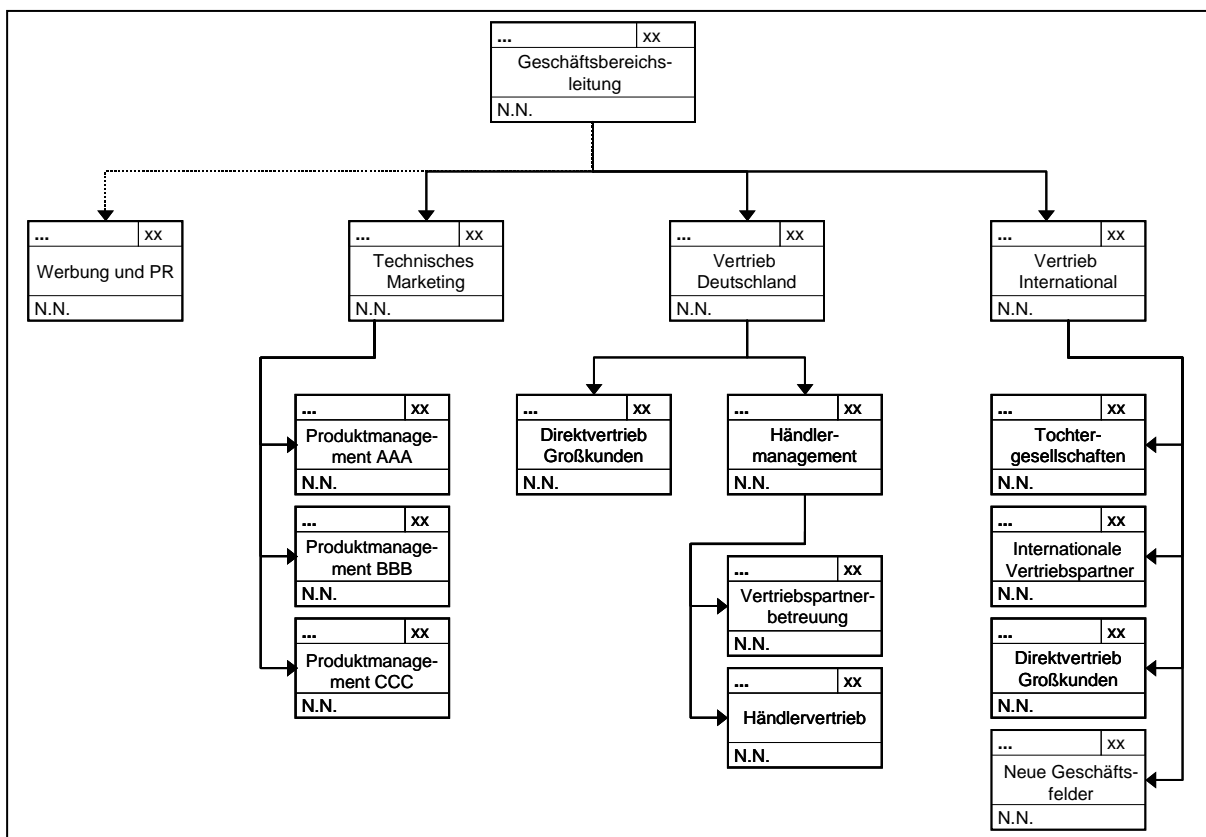 ... xx
Geschäftsbereichs-
leitung
N.N.
... xx
Werbung und PR
N.N.
... xx
Technisches
Marketing
N.N.
... xx
Vertrieb
Deutschland
N.N.
... xx
Vertrieb
International
N.N.
... xx
Produktmanage-
ment AAA
N.N.
... xx
Produktmanage-
ment BBB
N.N.
... xx
Produktmanage-
ment CCC
N.N.
... xx
Direktvertrieb
Großkunden
N.N.
... xx
Händler-
management
N.N.
... xx
Vertriebspartner-
betreuung
N.N.
... xx
Händlervertrieb
N.N.
... xx
Tochter-
gesellschaften
N.N.
... xx
Internationale
Vertriebspartner
N.N.
... xx
Direktvertrieb
Großkunden
N.N.
... xx
Neue Geschäfts-
felder
N.N.